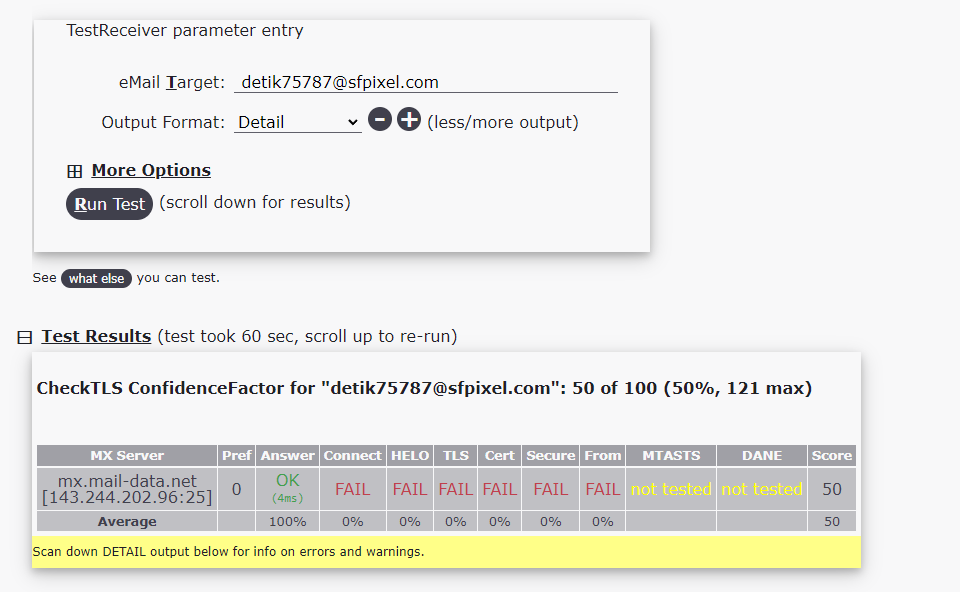 TestReceiver parameter entry
eMail Target: detik75787@sfpixel.com
Output Format: Detail (less/more output)
More Options
Run Test (scroll down for results)
See what else you can test.
Test Results (test took 60 sec, scroll up to re-run)
CheckTLS ConfidenceFactor for "detik75787@sfpixel.com": 50 of 100 (50%, 121 max)
MX Server Pref Answer Connect HELO TLS Cert Secure From MTASTS DANE Score
mx.mail-data.net
[143.244.202.96:25] 0 OK
(4ms) FAIL FAIL FAIL FAIL FAIL FAIL not tested not tested 50
Average 100% 0% 0% 0% 0% 0% 0% 50
Scan down DETAIL output below for info on errors and warnings.